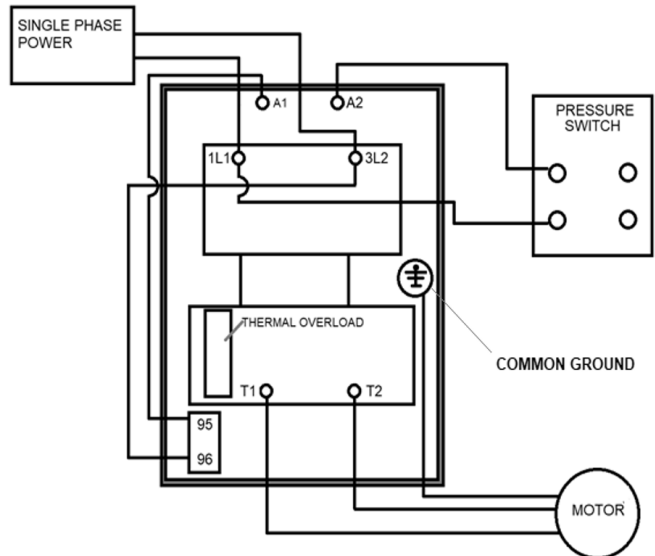 SINGLE PHASE
POWER
A1
A2
PRESSURE
SWITCH
1L1
3L2
THERMAL OVERLOAD
COMMON GROUND
T1
T2
95
96
MOTOR